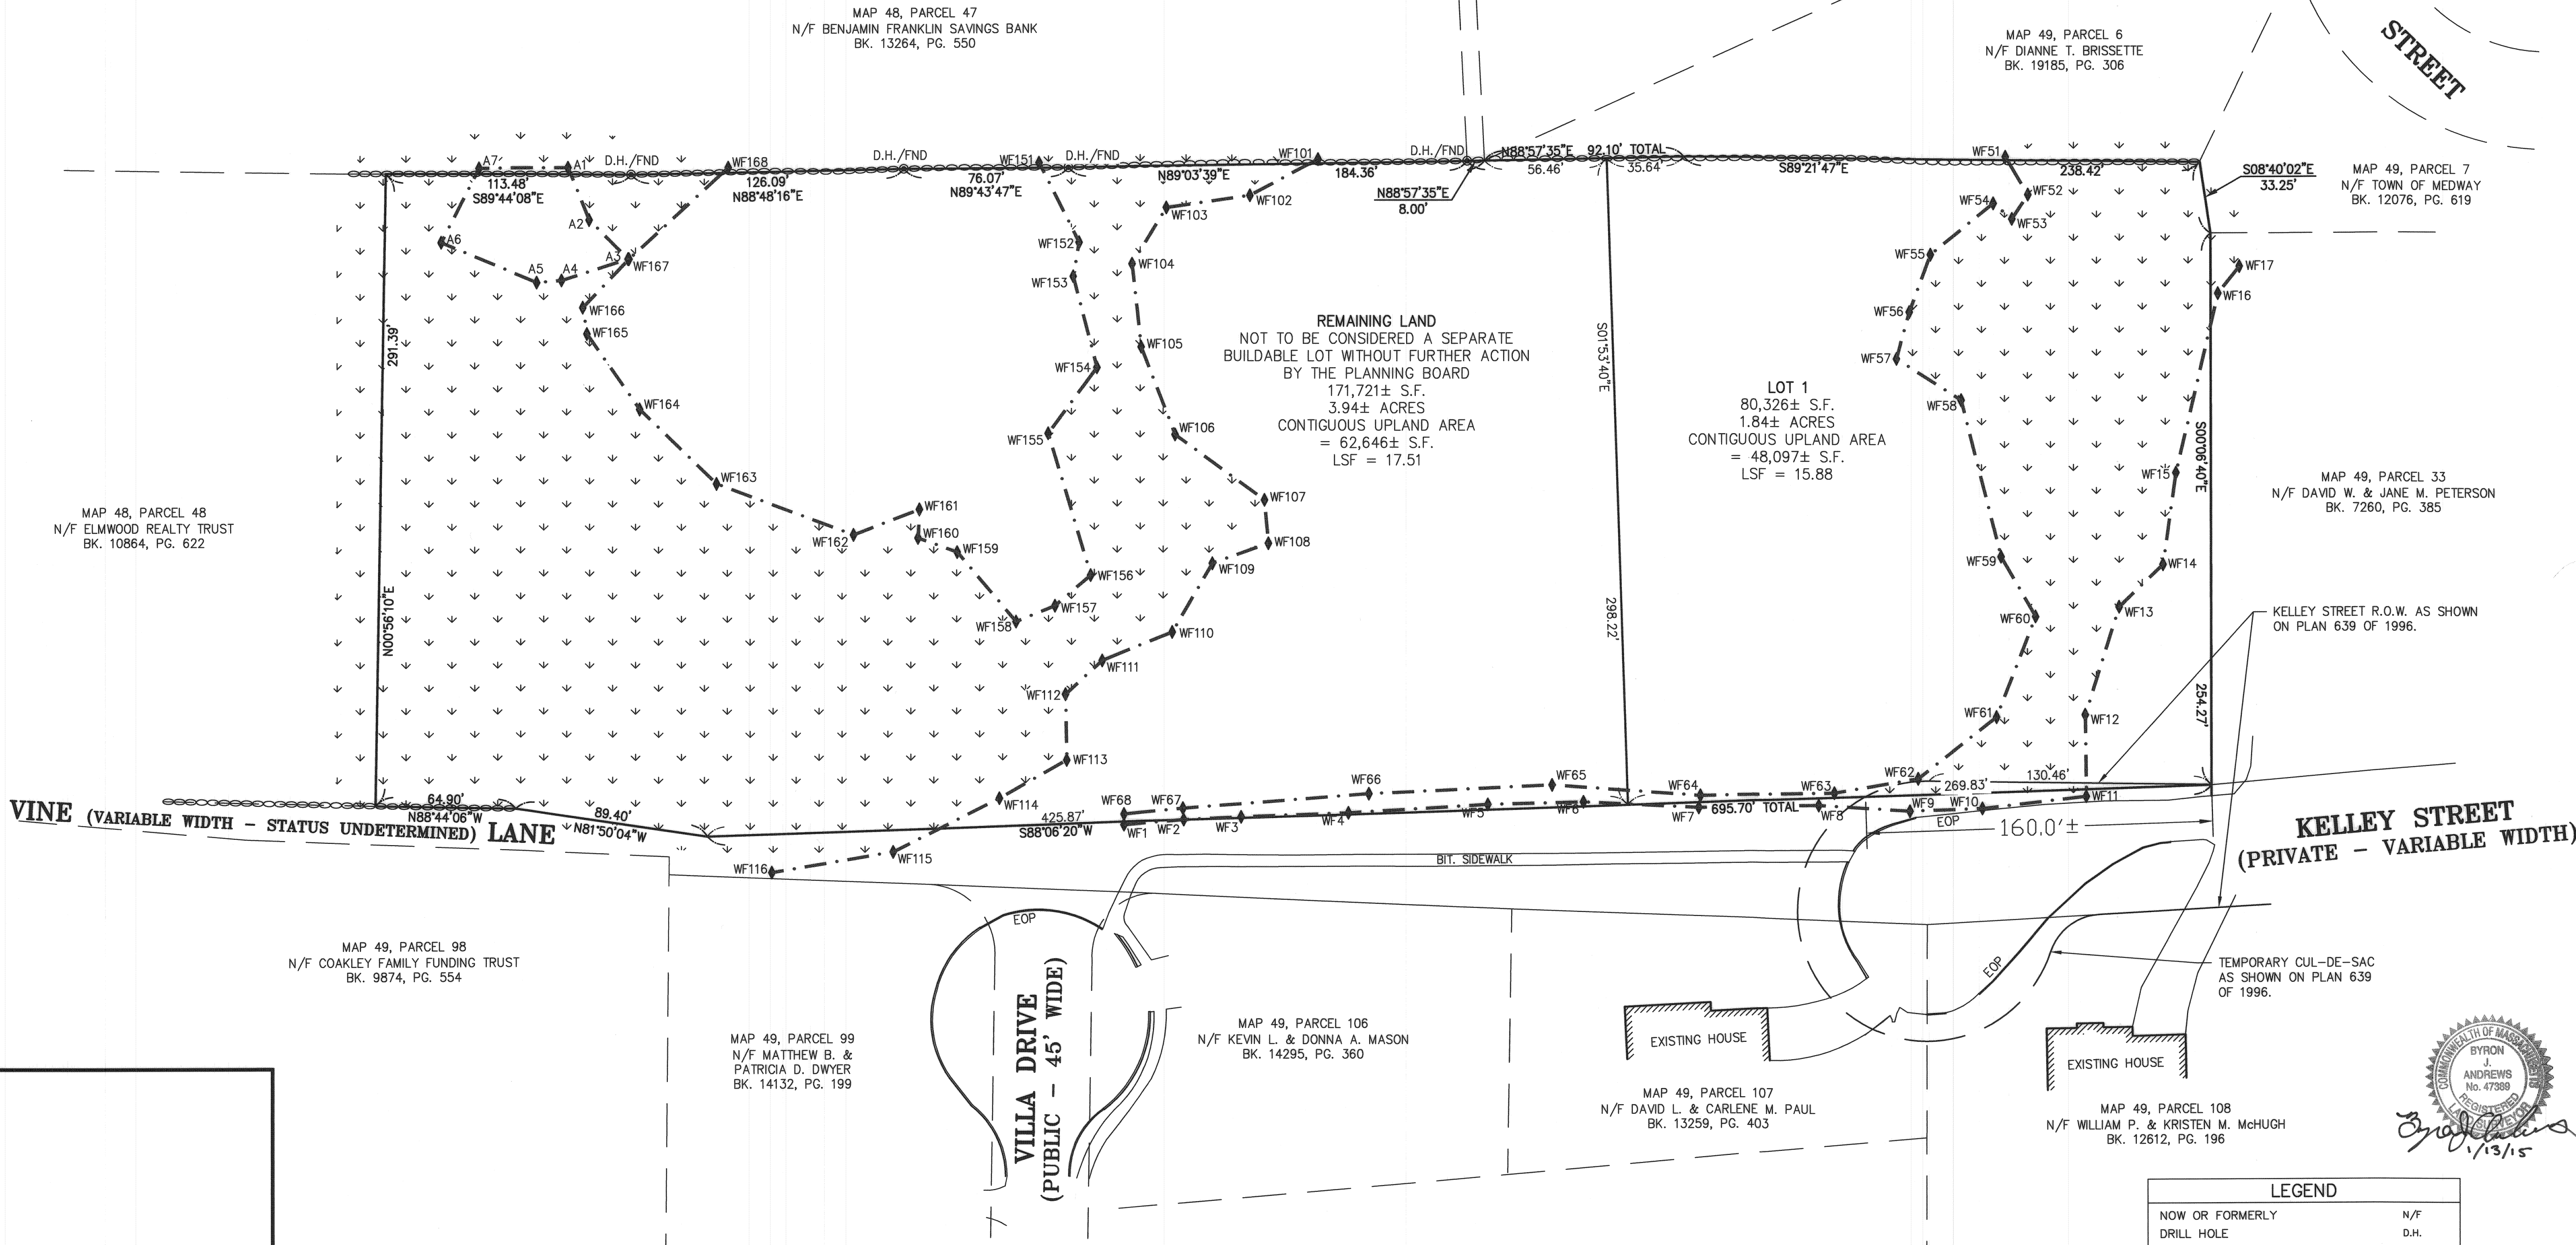 MAP 48, PARCEL 47
N/F BENJAMIN FRANKLIN SAVINGS BANK
BK. 13264, PG. 550
MAP 49, PARCEL 6
N/F DIANNE T. BRISSETTE
BK. 19185, PG. 306
STREET
A7
A1
D.H./FND
WF168
D.H./FND
WF151
D.H./FND
WF101
D.H./FND
N88°57'35"E 92.10' TOTAL
WF51
113.48'
S89°44'08"E
126.09'
N88°48'16"E
76.07'
N89°43'47"E
N89°03'39"E
184.36'
N88°57'35"E
8.00'
56.46'
35.64'
S89°21'47"E
238.42'
S08°40'02"E
33.25'
MAP 49, PARCEL 7
N/F TOWN OF MEDWAY
BK. 12076, PG. 619
A2
A6
A5
A4
A3
WF167
WF166
WF165
WF164
WF163
WF162
WF161
WF160
WF159
WF158
WF157
WF156
WF155
WF154
WF153
WF152
WF102
WF103
WF104
WF105
WF106
WF107
WF108
WF109
WF110
WF111
WF112
WF113
WF114
WF115
WF116
291.39'
N00°56'10"E
REMAINING LAND
NOT TO BE CONSIDERED A SEPARATE
BUILDABLE LOT WITHOUT FURTHER ACTION
BY THE PLANNING BOARD
171,721± S.F.
3.94± ACRES
CONTIGUOUS UPLAND AREA
= 62,646± S.F.
LSF = 17.51
S01°53'40"E
298.22'
LOT 1
80,326± S.F.
1.84± ACRES
CONTIGUOUS UPLAND AREA
= 48,097± S.F.
LSF = 15.88
WF52
WF53
WF54
WF55
WF56
WF57
WF58
WF59
WF60
WF61
WF62
WF63
WF64
WF65
WF66
WF67
WF68
WF17
WF16
WF15
WF14
WF13
WF12
WF11
S00°06'40"E
254.27'
MAP 49, PARCEL 33
N/F DAVID W. & JANE M. PETERSON
BK. 7260, PG. 385
MAP 48, PARCEL 48
N/F ELMWOOD REALTY TRUST
BK. 10864, PG. 622
KELLEY STREET R.O.W. AS SHOWN
ON PLAN 639 OF 1996.
VINE (VARIABLE WIDTH - STATUS UNDETERMINED) LANE
64.90'
N88°44'06"W
89.40'
N81°50'04"W
425.87'
S88°06'20"W
WF1
WF2
WF3
WF4
WF5
WF6
WF7
695.70' TOTAL
WF8
WF9
WF10
269.83'
130.46'
EOP
160.0'±
KELLEY STREET
(PRIVATE - VARIABLE WIDTH)
BIT. SIDEWALK
EOP
EOP
VILLA DRIVE
(PUBLIC - 45' WIDE)
MAP 49, PARCEL 98
N/F COAKLEY FAMILY FUNDING TRUST
BK. 9874, PG. 554
MAP 49, PARCEL 99
N/F MATTHEW B. &
PATRICIA D. DWYER
BK. 14132, PG. 199
MAP 49, PARCEL 106
N/F KEVIN L. & DONNA A. MASON
BK. 14295, PG. 360
EXISTING HOUSE
MAP 49, PARCEL 107
N/F DAVID L. & CARLENE M. PAUL
BK. 13259, PG. 403
TEMPORARY CUL-DE-SAC
AS SHOWN ON PLAN 639
OF 1996.
EXISTING HOUSE
MAP 49, PARCEL 108
N/F WILLIAM P. & KRISTEN M. McHUGH
BK. 12612, PG. 196
COMMONWEALTH OF MASSACHUSETTS
BYRON
J.
ANDREWS
No. 47389
REGISTERED
LAND SURVEYOR
1/13/15
LEGEND
NOW OR FORMERLY N/F
DRILL HOLE D.H.